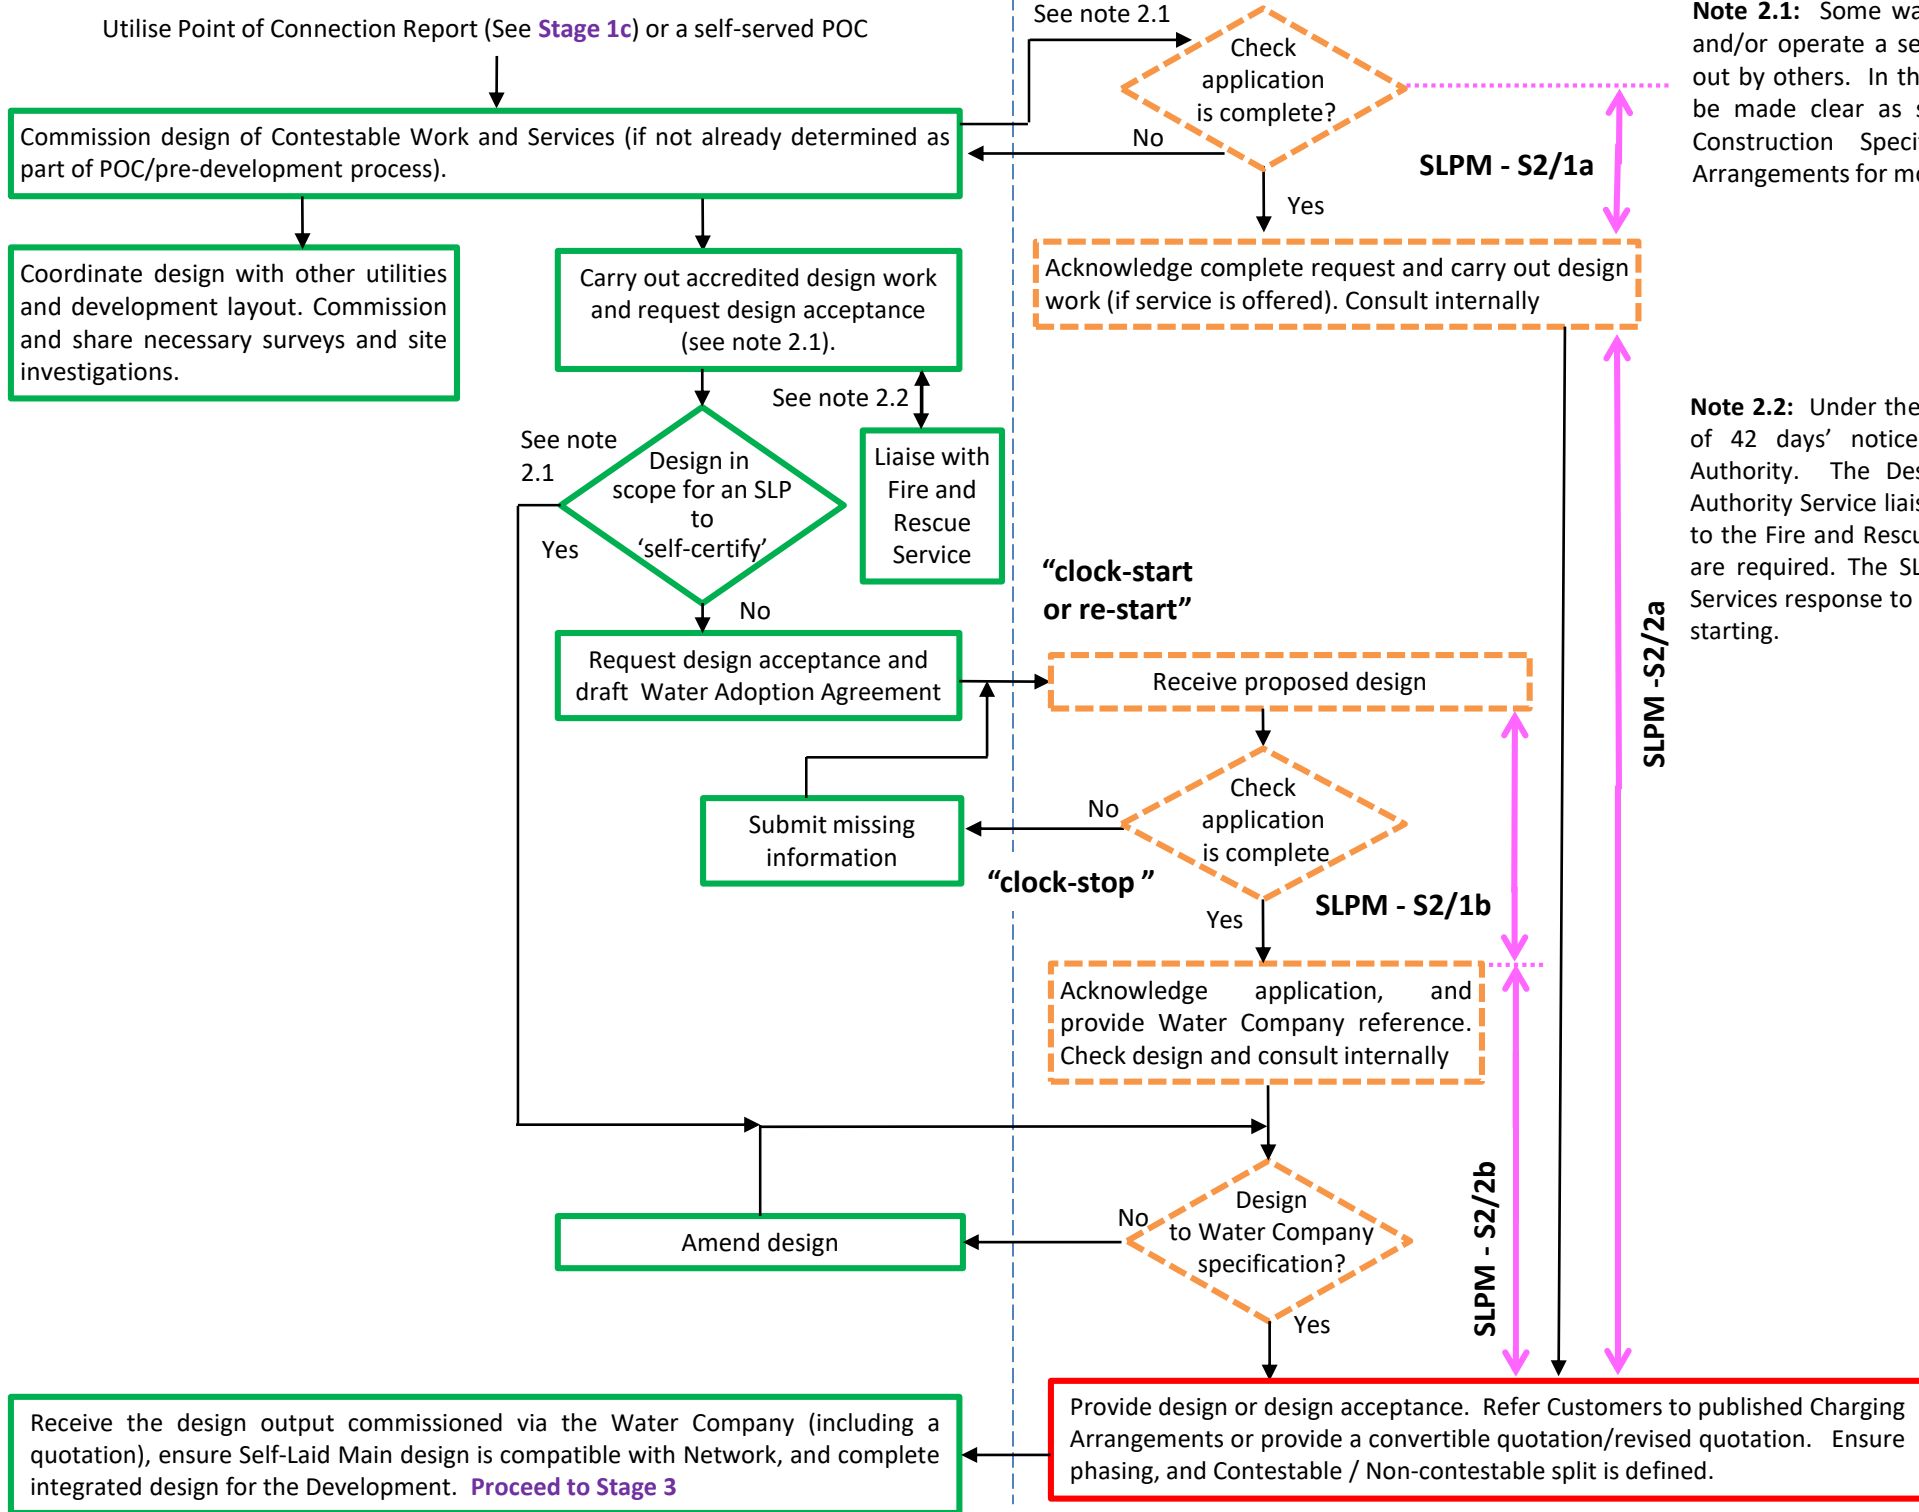 Utilise Point of Connection Report (See Stage 1c) or a self-served POC
Commission design of Contestable Work and Services (if not already determined as
part of POC/pre-development process).
Coordinate design with other utilities
and development layout. Commission
and share necessary surveys and site
investigations.
Carry out accredited design work
and request design acceptance
(see note 2.1).
See note 2.2
Liaise with
Fire and
Rescue
Service
See note
2.1
Design in
scope for an SLP
to
‘self-certify’
Yes
No
Request design acceptance and
draft Water Adoption Agreement
Submit missing
information
Amend design
Receive the design output commissioned via the Water Company (including a
quotation), ensure Self-Laid Main design is compatible with Network, and complete
integrated design for the Development. Proceed to Stage 3
See note 2.1
Check
application
is complete?
No
Yes
SLPM - S2/1a
Acknowledge complete request and carry out design
work (if service is offered). Consult internally
“clock-start
or re-start”
Receive proposed design
Check
application
is complete
No
“clock-stop ”
Yes
SLPM - S2/1b
SLPM -S2/2a
Acknowledge application, and
provide Water Company reference.
Check design and consult internally
Design
to Water Company
specification?
No
Yes
SLPM - S2/2b
Provide design or design acceptance. Refer Customers to published Charging
Arrangements or provide a convertible quotation/revised quotation. Ensure
phasing, and Contestable / Non-contestable split is defined.
Note 2.1: Some wa
and/or operate a se
out by others. In th
be made clear as s
Construction Speci
Arrangements for mo
Note 2.2: Under the
of 42 days’ notice
Authority. The Des
Authority Service liais
to the Fire and Rescu
are required. The SL
Services response to
starting.